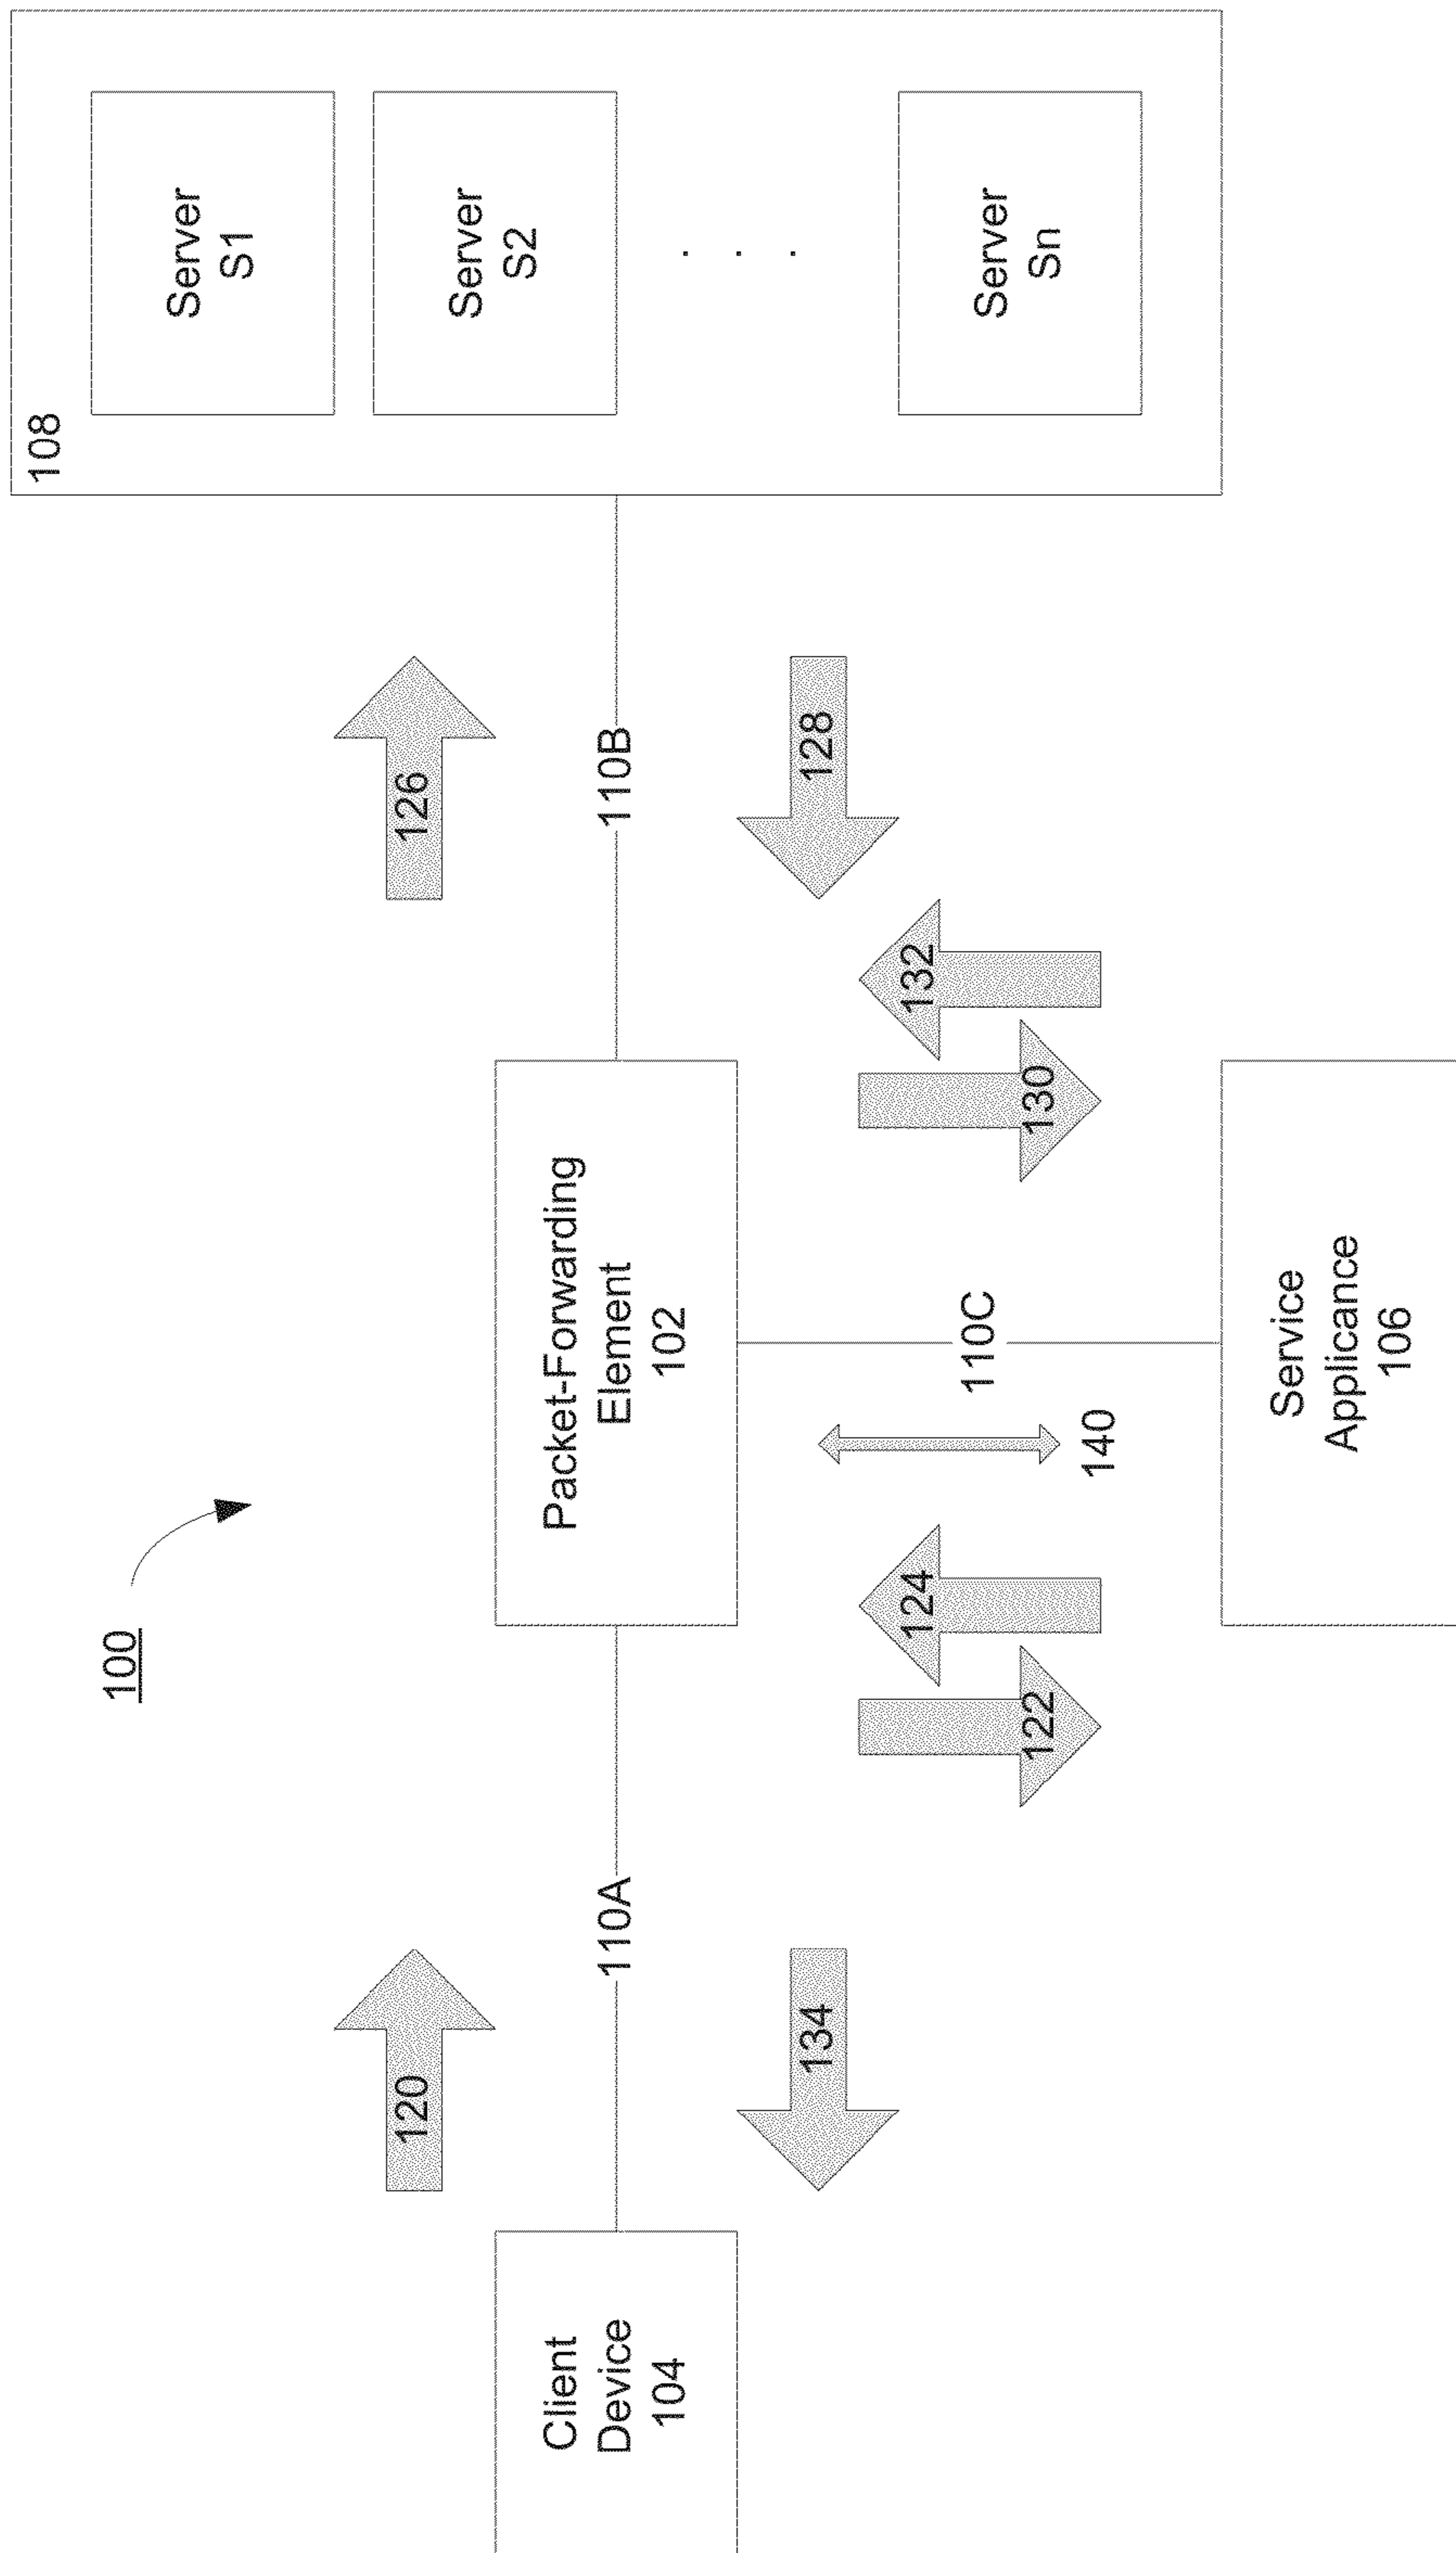 100
108
Server
S1
Server
S2
. . .
Server
Sn
120
126
Client
Device
104
110A
Packet-Forwarding
Element
102
110B
134
128
122
124
140
110C
130
132
Service
Applicance
106